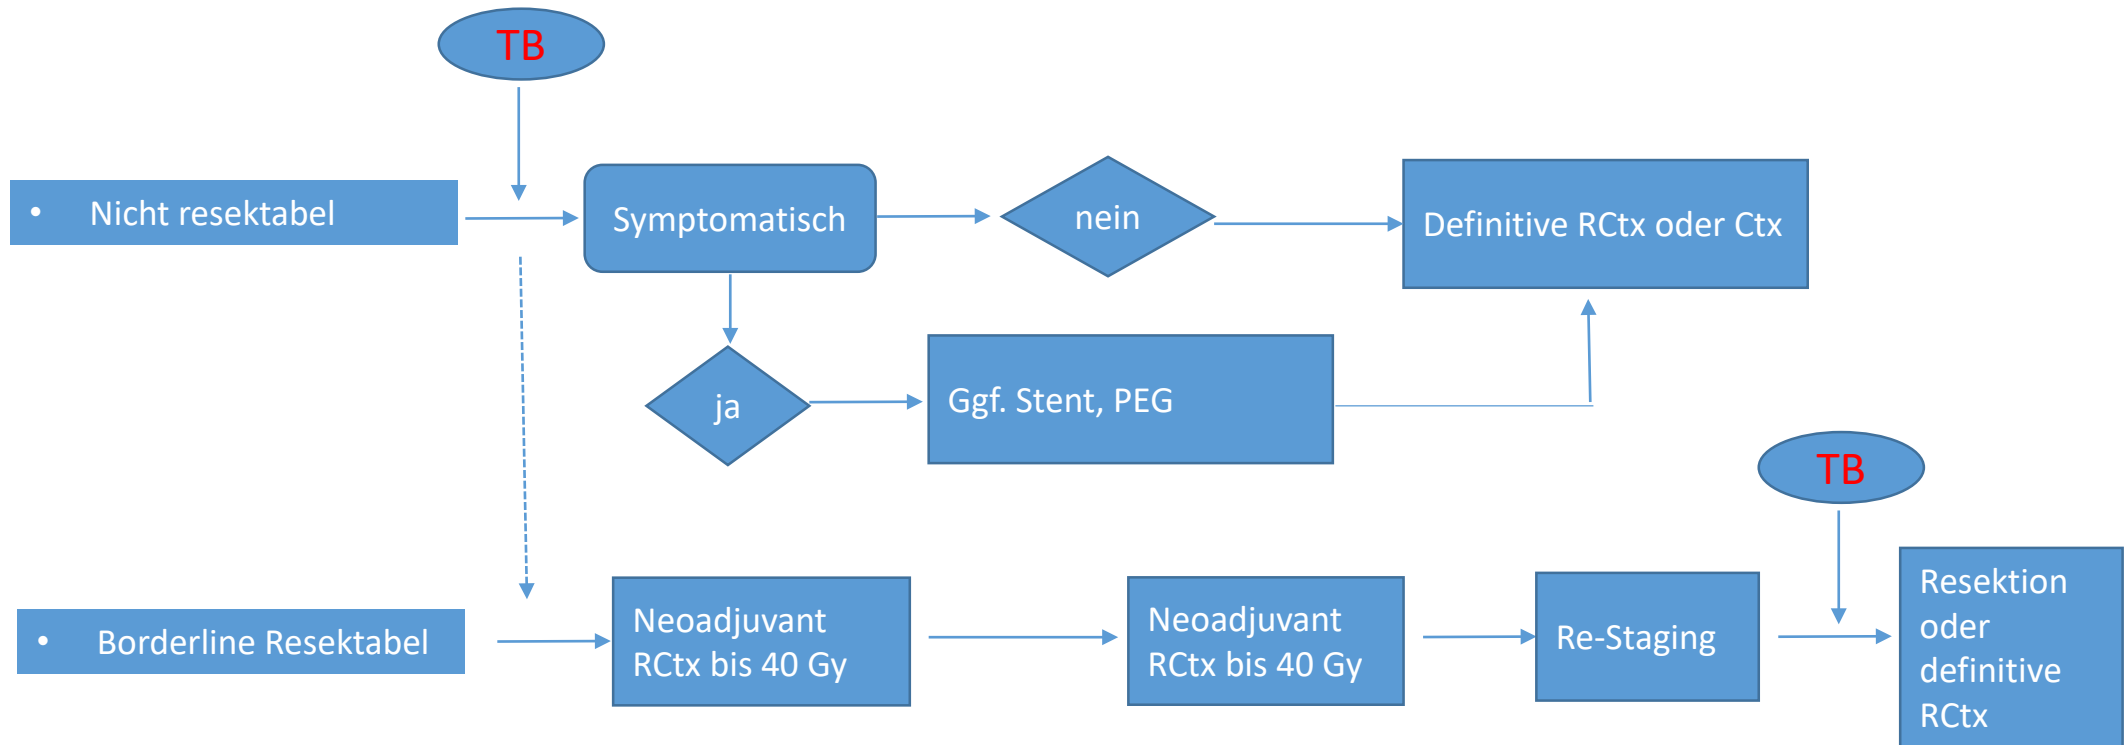 TB
• Nicht resektabel
Symptomatisch
nein
Definitive RCtx oder Ctx
ja
Ggf. Stent, PEG
TB
• Borderline Resektabel
Neoadjuvant
RCtx bis 40 Gy
Neoadjuvant
RCtx bis 40 Gy
Re-Staging
Resektion
oder
definitive
RCtx